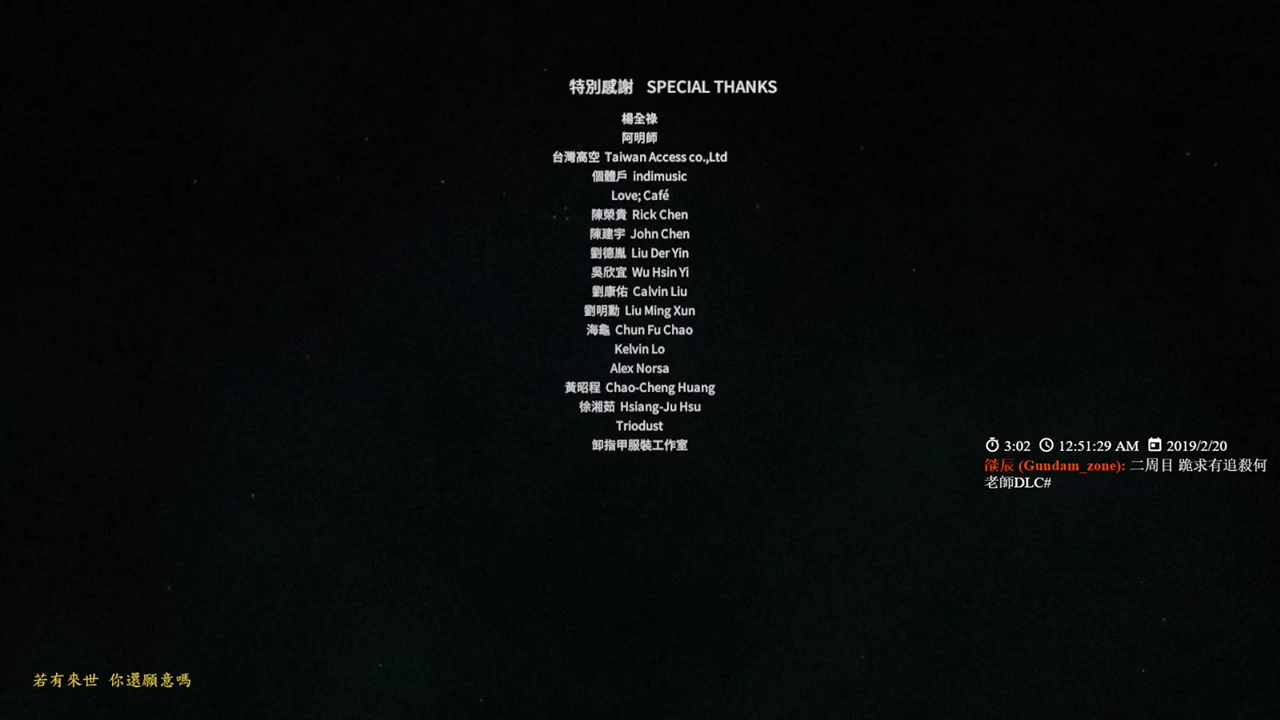 特別感謝 SPECIAL THANKS
楊全祿
阿明師
台灣高空 Taiwan Access co.,Ltd
個體戶 indimusic
Love; Café
陳榮貴 Rick Chen
陳建宇 John Chen
劉德胤 Liu Der Yin
吳欣宜 Wu Hsin Yi
劉康佑 Calvin Liu
劉明勳 Liu Ming Xun
海龜 Chun Fu Chao
Kelvin Lo
Alex Norsa
黃昭程 Chao-Cheng Huang
徐湘茹 Hsiang-Ju Hsu
Triodust
卸指甲服裝工作室
3:02 12:51:29 AM 2019/2/20
燄辰 (Gundam_zone): 二周目 跪求有追殺何
老師DLC#
若有來世 你還願意嗎